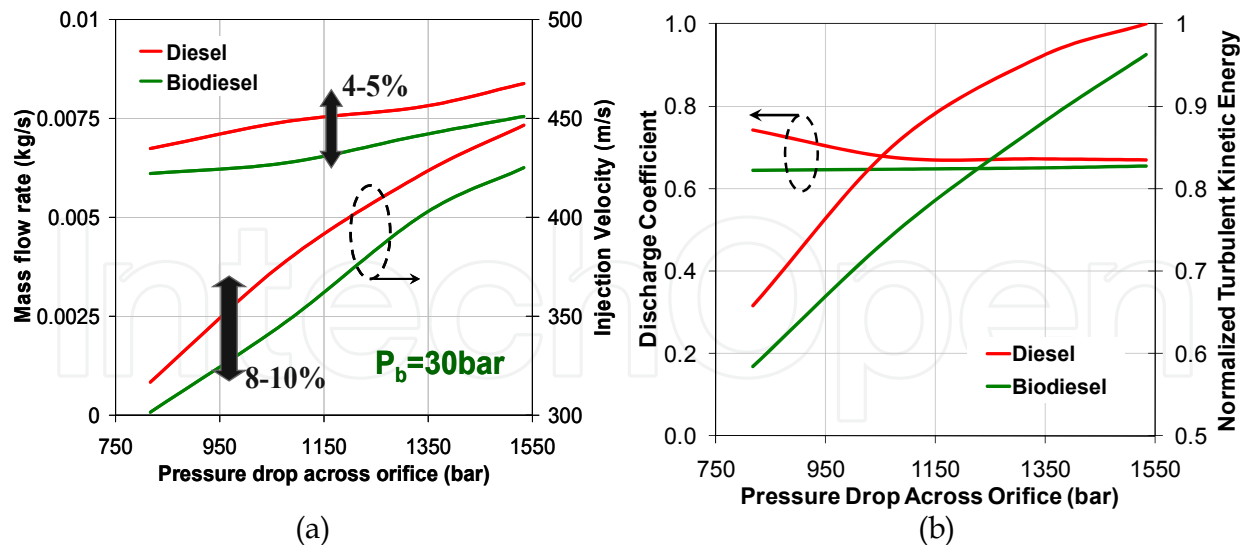 0.01
0.0075
0.005
0.0025
0
Mass flow rate (kg/s)
Diesel
Biodiesel
4-5%
8-10%
P_b=30bar
500
450
400
350
300
Injection Velocity (m/s)
750 950 1150 1350 1550
Pressure drop across orifice (bar)
(a)
1.0
0.8
0.6
0.4
0.2
0.0
Discharge Coefficient
Diesel
Biodiesel
1
0.9
0.8
0.7
0.6
0.5
Normalized Turbulent Kinetic Energy
750 950 1150 1350 1550
Pressure Drop Across Orifice (bar)
(b)
IntechOpen